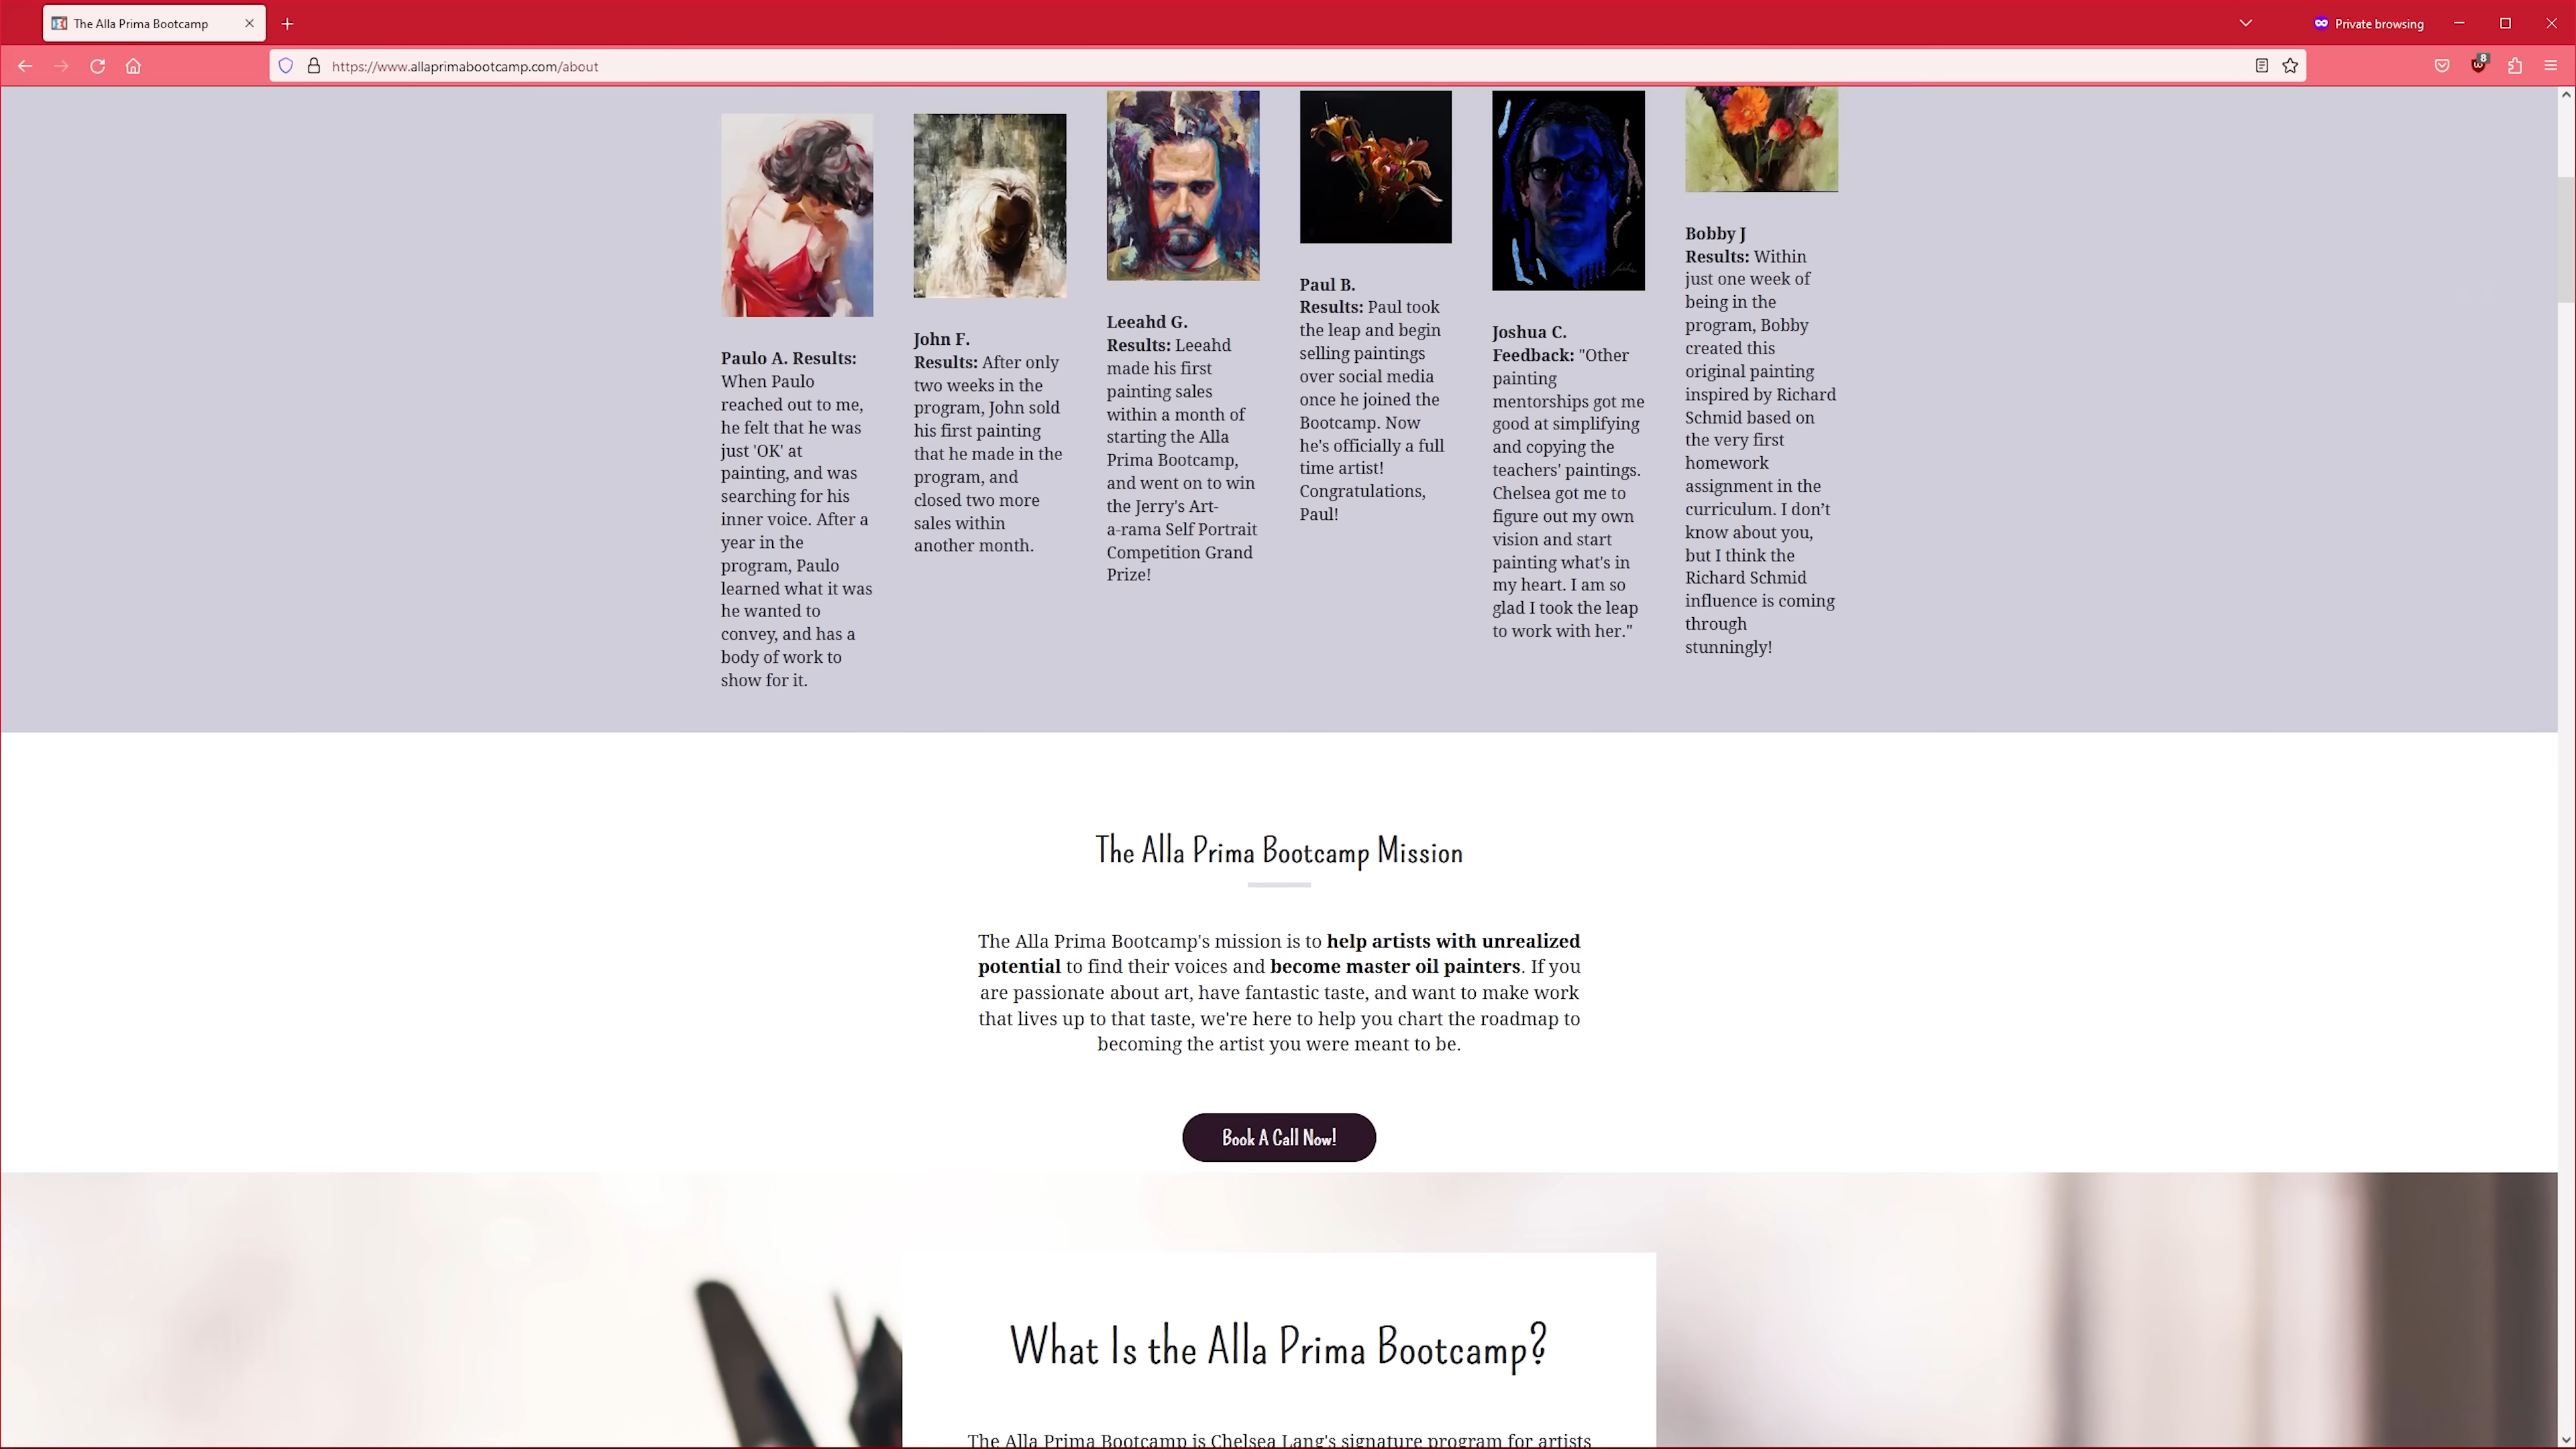 The Alla Prima Bootcamp
Private browsing
https://www.allaprimabootcamp.com/about
8
Paulo A. Results:
When Paulo
reached out to me,
he felt that he was
just 'OK' at
painting, and was
searching for his
inner voice. After a
year in the
program, Paulo
learned what it was
he wanted to
convey, and has a
body of work to
show for it.
John F.
Results: After only
two weeks in the
program, John sold
his first painting
that he made in the
program, and
closed two more
sales within
another month.
Leeahd G.
Results: Leeahd
made his first
painting sales
within a month of
starting the Alla
Prima Bootcamp,
and went on to win
the Jerry's Art-
a-rama Self Portrait
Competition Grand
Prize!
Paul B.
Results: Paul took
the leap and begin
selling paintings
over social media
once he joined the
Bootcamp. Now
he's officially a full
time artist!
Congratulations,
Paul!
Joshua C.
Feedback: "Other
painting
mentorships got me
good at simplifying
and copying the
teachers' paintings.
Chelsea got me to
figure out my own
vision and start
painting what's in
my heart. I am so
glad I took the leap
to work with her."
Bobby J
Results: Within
just one week of
being in the
program, Bobby
created this
original painting
inspired by Richard
Schmid based on
the very first
homework
assignment in the
curriculum. I don’t
know about you,
but I think the
Richard Schmid
influence is coming
through
stunningly!
The Alla Prima Bootcamp Mission
The Alla Prima Bootcamp's mission is to help artists with unrealized
potential to find their voices and become master oil painters. If you
are passionate about art, have fantastic taste, and want to make work
that lives up to that taste, we're here to help you chart the roadmap to
becoming the artist you were meant to be.
Book A Call Now!
What Is the Alla Prima Bootcamp?
The Alla Prima Bootcamp is Chelsea Lang's signature program for artists